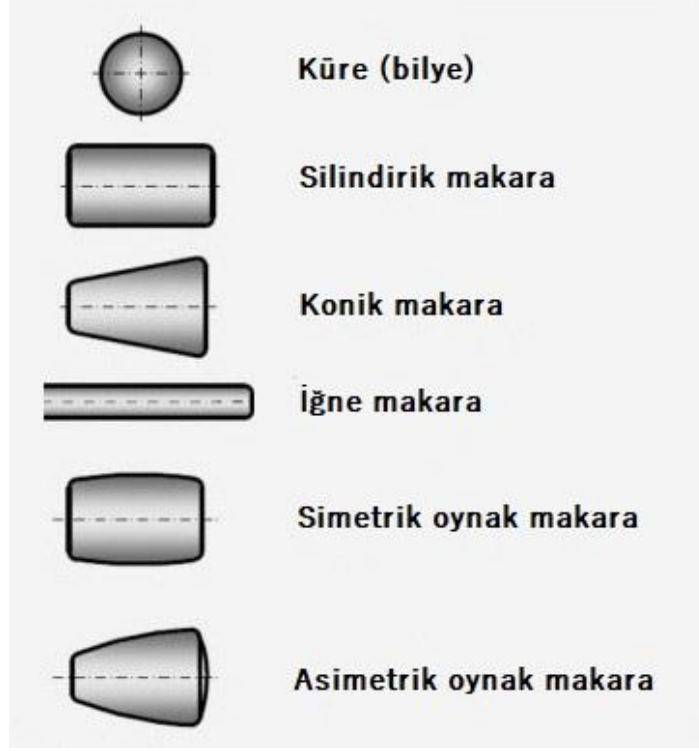 Küre (bilye)
Silindirik makara
Konik makara
İğne makara
Simetrik oynak makara
Asimetrik oynak makara